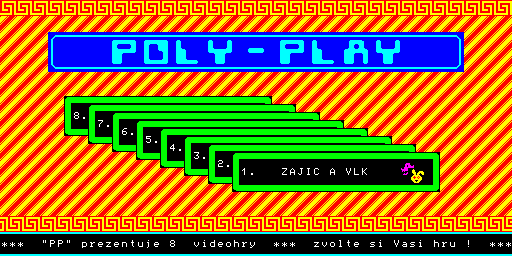 POLY-PLAY
8.
7.
6.
5.
4.
3.
2.
1. ZAJIC A VLK
*** "PP" prezentuje 8 videohry *** zvolte si Vasi hru ! ***